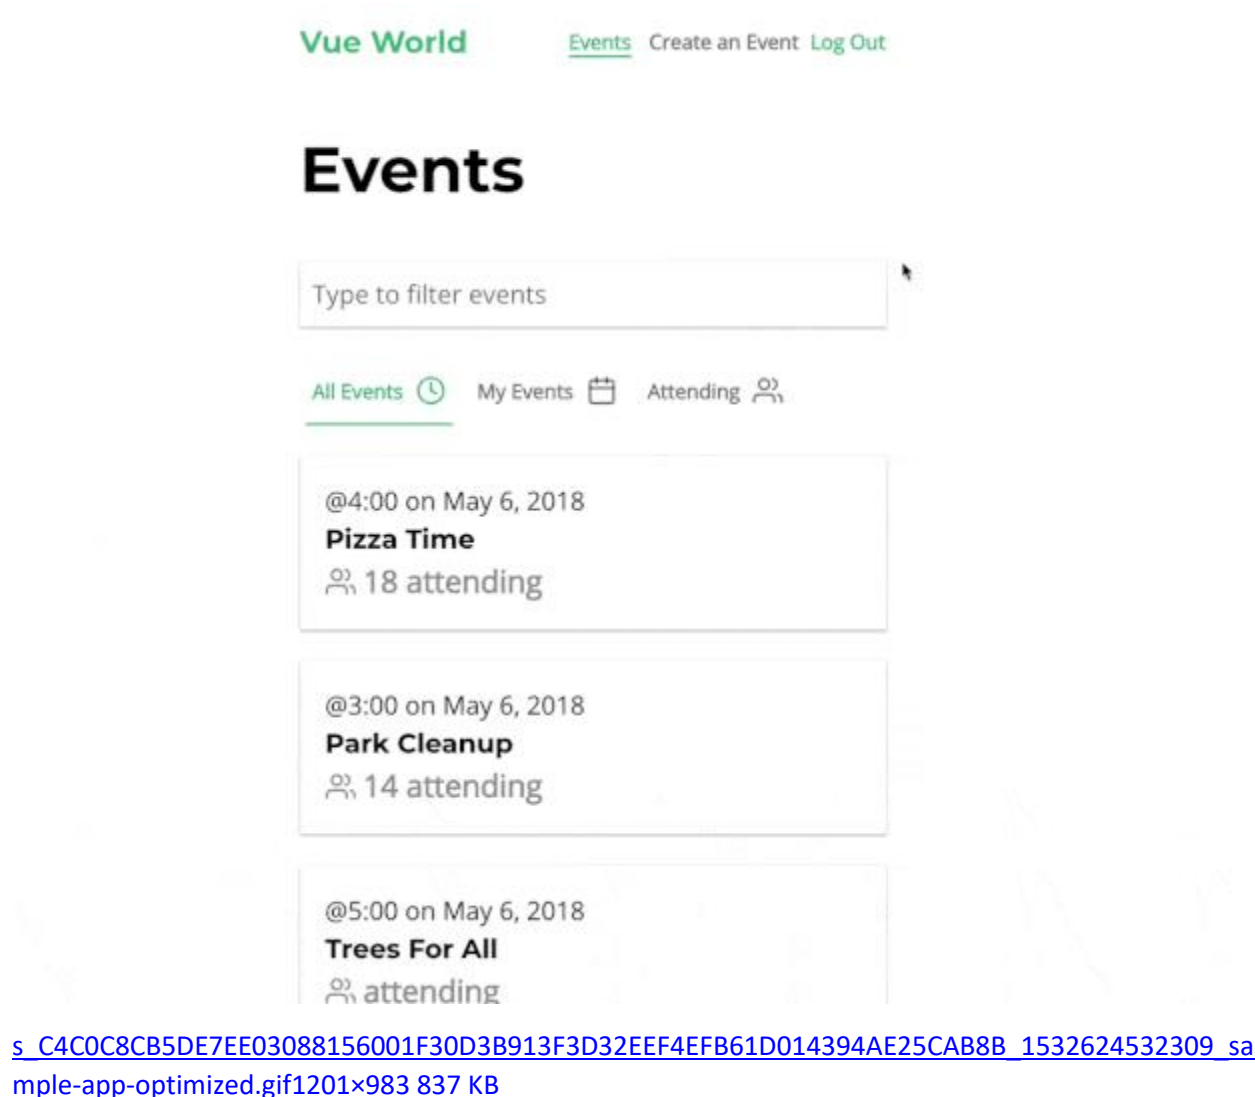 Vue World Events Create an Event Log Out
Events
Type to filter events
All Events My Events Attending
@4:00 on May 6, 2018
Pizza Time
18 attending
@3:00 on May 6, 2018
Park Cleanup
14 attending
@5:00 on May 6, 2018
Trees For All
attending
s_C4C0C8CB5DE7EE03088156001F30D3B913F3D32EEF4EFB61D014394AE25CAB8B_1532624532309_sa
mple-app-optimized.gif1201×983 837 KB